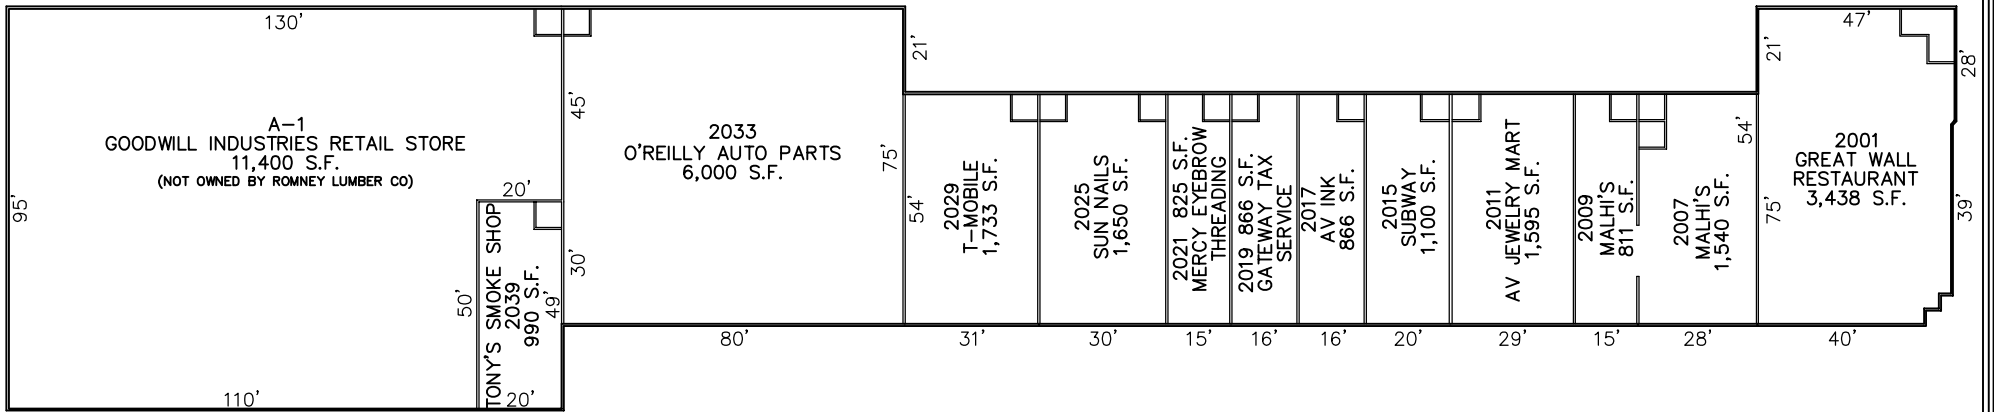 130'
A-1
GOODWILL INDUSTRIES RETAIL STORE
11,400 S.F.
(NOT OWNED BY ROMNEY LUMBER CO)
95'
110'
20'
TONY'S SMOKE SHOP
2039
990 S.F.
50'
49'
20'
45'
30'
2033
O'REILLY AUTO PARTS
6,000 S.F.
75'
80'
21'
54'
2029
T-MOBILE
1,733 S.F.
31'
2025
SUN NAILS
1,650 S.F.
30'
2021 825 S.F.
MERCY EYEBROW
THREADING
15'
2019 866 S.F.
GATEWAY TAX
SERVICE
16'
2017
AV INK
866 S.F.
16'
2015
SUBWAY
1,100 S.F.
20'
2011
AV JEWELRY MART
1,595 S.F.
29'
2009
MALHI'S
811 S.F.
15'
2007
MALHI'S
1,540 S.F.
28'
54'
47'
21'
28'
75'
2001
GREAT WALL
RESTAURANT
3,438 S.F.
39'
40'